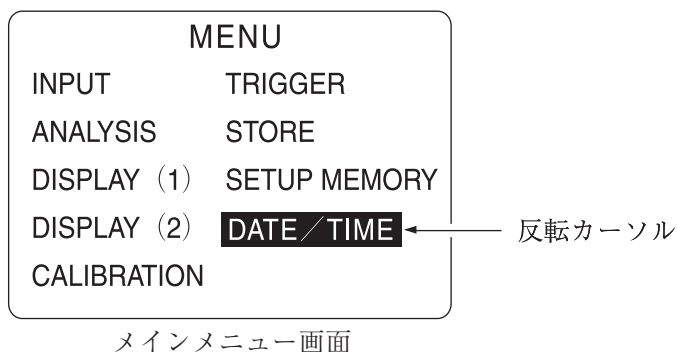 MENU
INPUT TRIGGER
ANALYSIS STORE
DISPLAY (1) SETUP MEMORY
DISPLAY (2) DATE／TIME 反転カーソル
CALIBRATION
メインメニュー画面